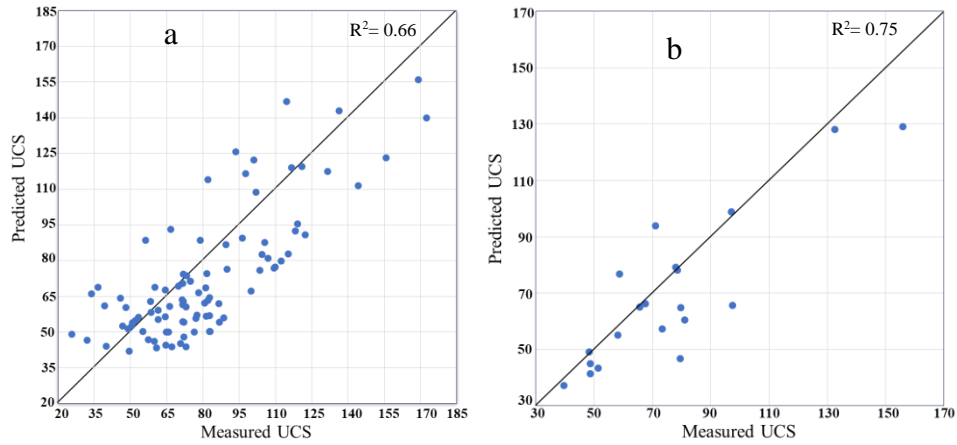 a
R²= 0.66
185
170
155
140
125
110
95
80
65
50
35
20
Predicted UCS
20 35 50 65 80 95 110 125 140 155 170 185
Measured UCS
b
R²= 0.75
170
150
130
110
90
70
50
30
Predicted UCS
30 50 70 90 110 130 150 170
Measured UCS